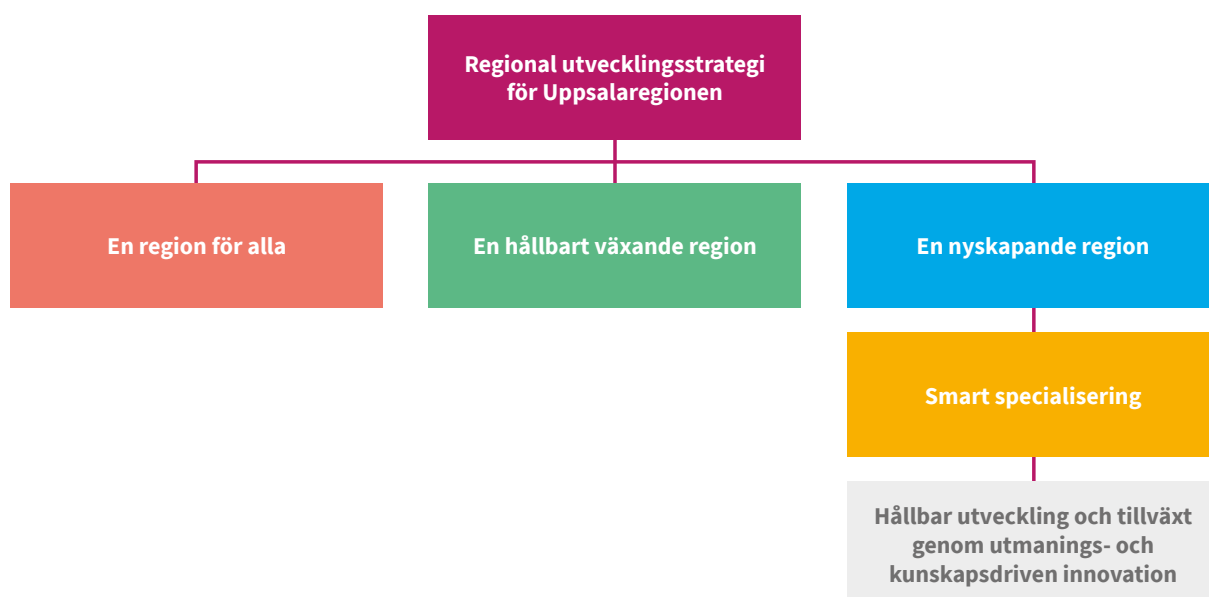 Regional utvecklingsstrategi
för Uppsalaregionen
En region för alla
En hållbart växande region
En nyskapande region
Smart specialisering
Hållbar utveckling och tillväxt
genom utmanings- och
kunskapsdriven innovation